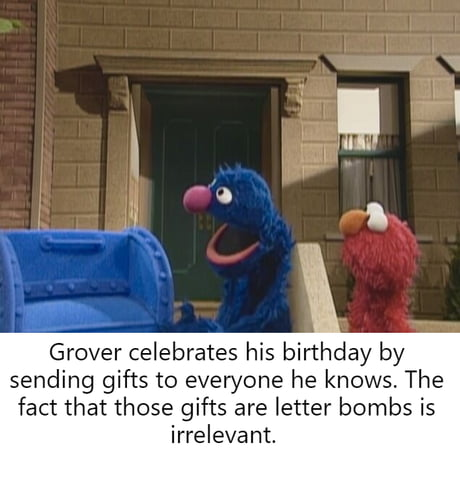 Grover celebrates his birthday by
sending gifts to everyone he knows. The
fact that those gifts are letter bombs is
irrelevant.